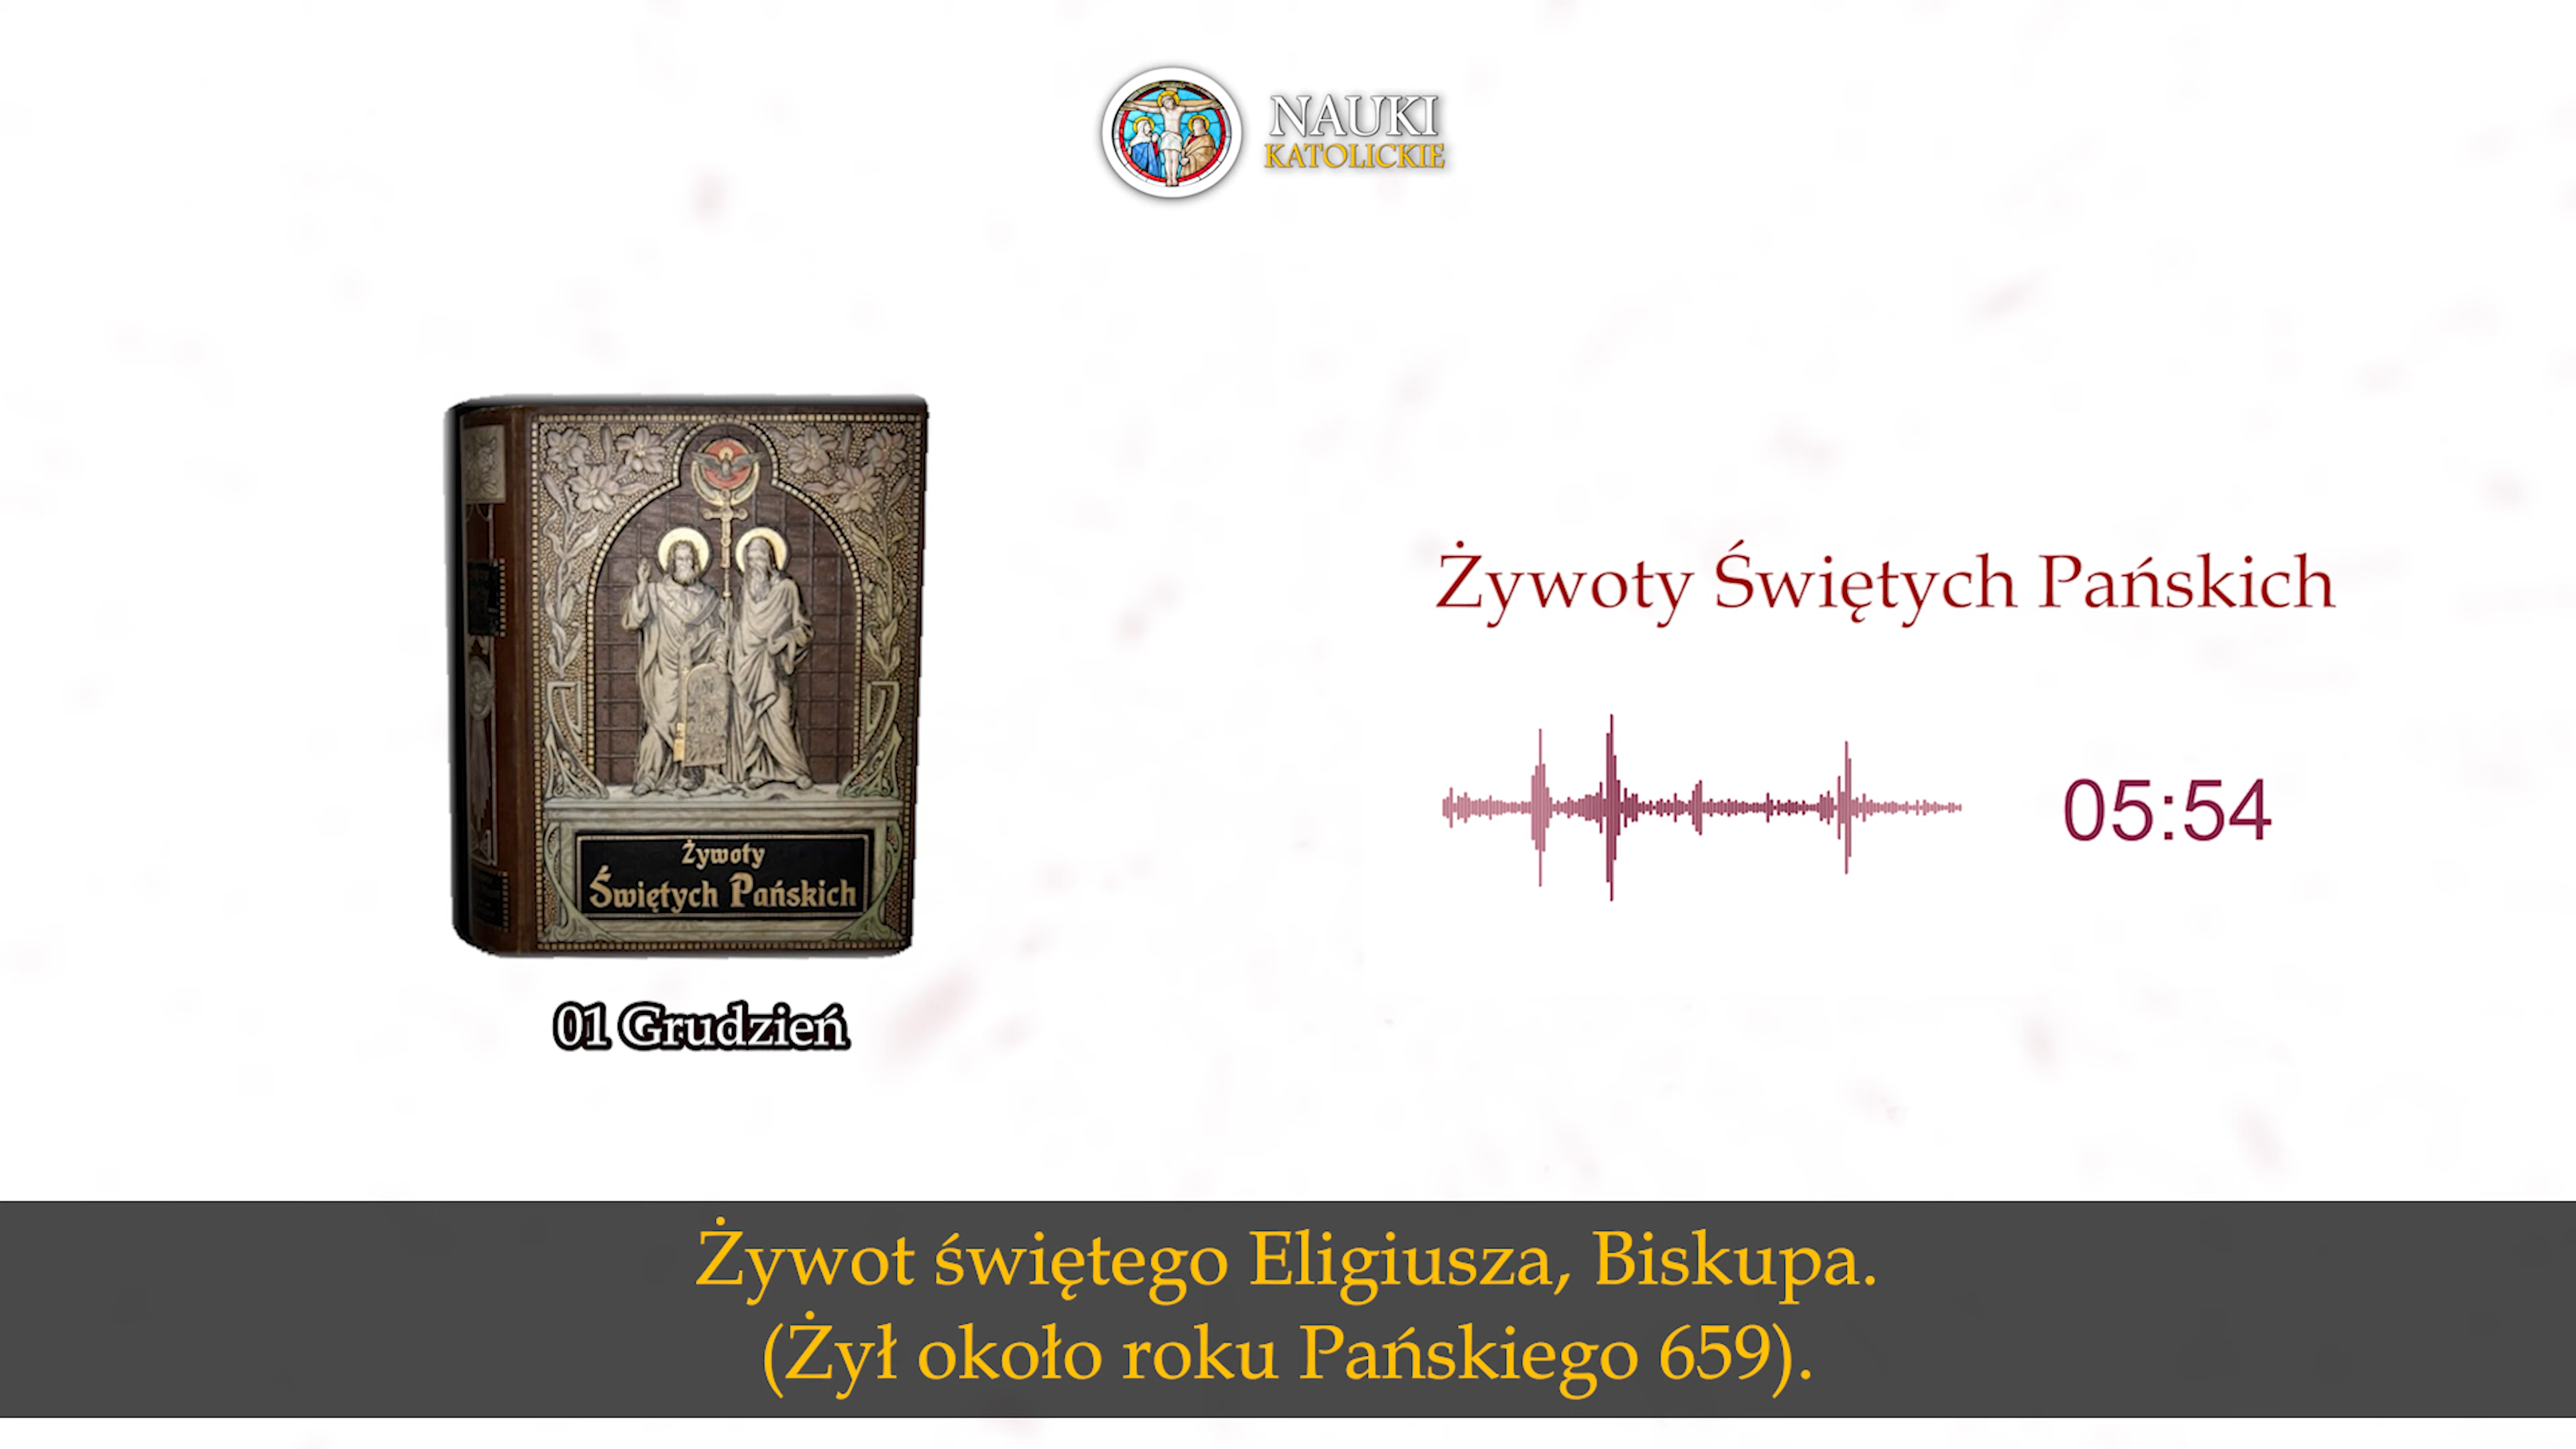 NAUKI
KATOLICKIE
Żywoty
Świętych Pańskich
01 Grudzień
Żywoty Świętych Pańskich
05:54
Żywot świętego Eligiusza, Biskupa.
(Żył około roku Pańskiego 659).